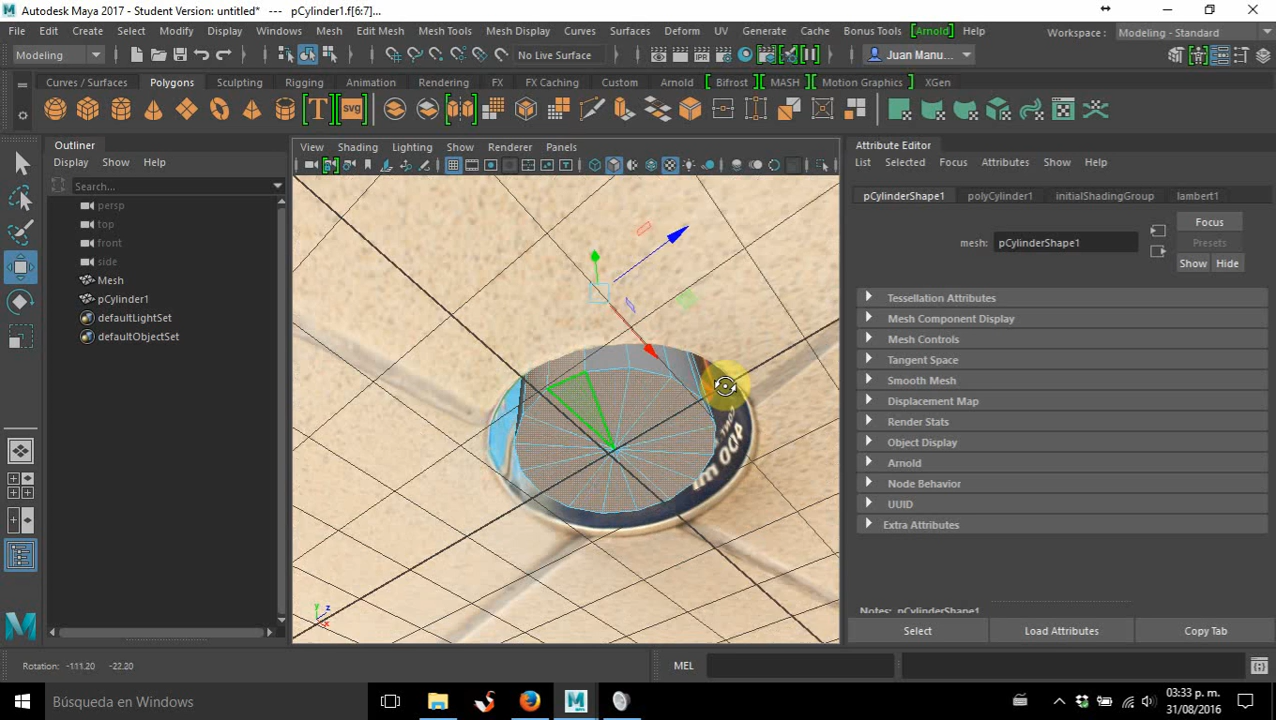 Autodesk Maya 2017 - Student Version: untitled*   ---   pCylinder1.f[6:7]...
File Edit Create Select Modify Display Windows Mesh Edit Mesh Mesh Tools Mesh Display Curves Surfaces Deform UV Generate Cache Bonus Tools Arnold Help Workspace : Modeling - Standard
Modeling No Live Surface Juan Manu...
Curves / Surfaces Polygons Sculpting Rigging Animation Rendering FX FX Caching Custom Arnold Bifrost MASH Motion Graphics XGen
T svg
Outliner
Display Show Help
Search...
persp
top
front
side
Mesh
pCylinder1
defaultLightSet
defaultObjectSet
View Shading Lighting Show Renderer Panels
CONT.
400 ml
y z
x
Attribute Editor
List Selected Focus Attributes Show Help
pCylinderShape1 polyCylinder1 initialShadingGroup lambert1
Focus
mesh: pCylinderShape1 Presets
Show Hide
Tessellation Attributes
Mesh Component Display
Mesh Controls
Tangent Space
Smooth Mesh
Displacement Map
Render Stats
Object Display
Arnold
Node Behavior
UUID
Extra Attributes
Notes: pCylinderShape1
Select Load Attributes Copy Tab
Rotation: -111.20 -22.20 MEL
Búsqueda en Windows
03:33 p. m.
31/08/2016